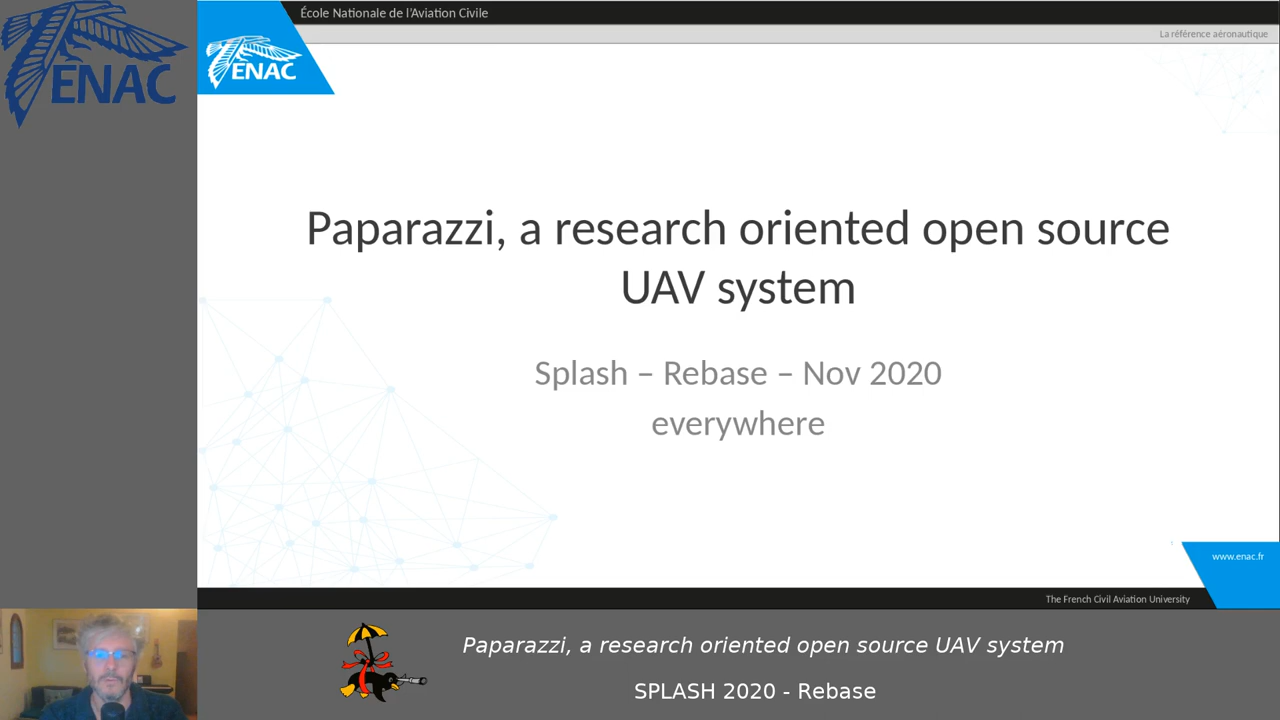 ENAC
École Nationale de l'Aviation Civile
La référence aéronautique
ENAC
Paparazzi, a research oriented open source
UAV system
Splash – Rebase – Nov 2020
everywhere
www.enac.fr
The French Civil Aviation University
Paparazzi, a research oriented open source UAV system
SPLASH 2020 - Rebase